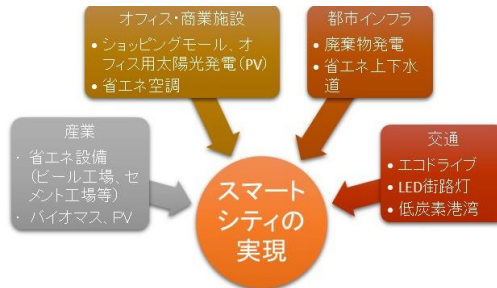 オフィス・商業施設
• ショッピングモール、オ
フィス用太陽光発電(PV)
• 省エネ空調
都市インフラ
• 廃棄物発電
• 省エネ上下水
道
産業
・ 省エネ設備
(ビール工場、セ
メント工場等)
・ バイオマス、PV
交通
• エコドライブ
• LED街路灯
• 低炭素港湾
スマート
シティの
実現